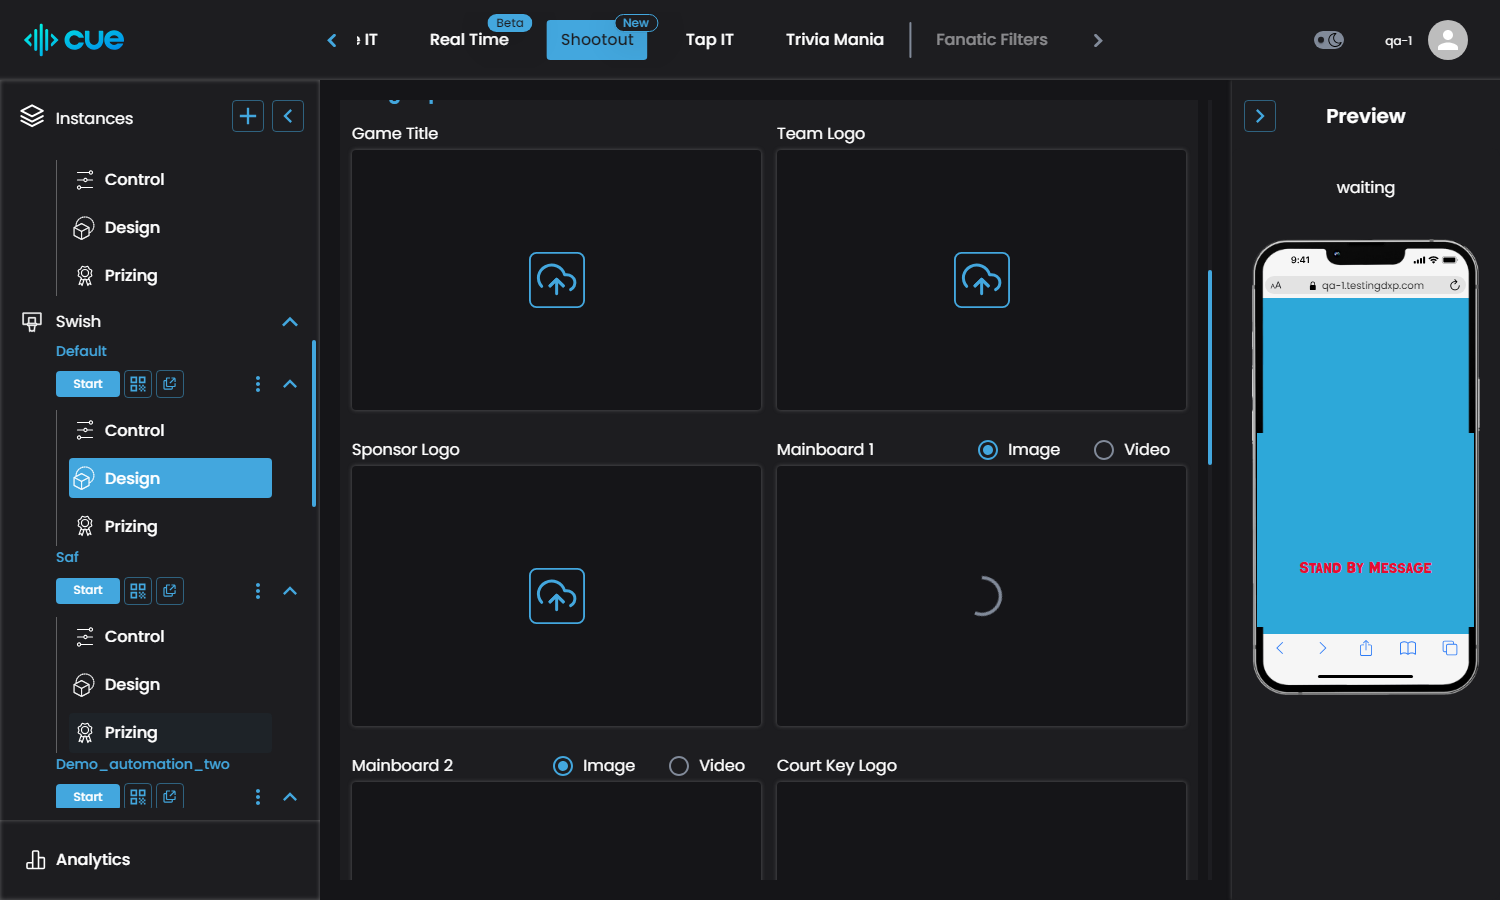 cue
IT
Real Time
Beta
Shootout
New
Tap IT
Trivia Mania
Fanatic Filters
qa-1
Instances
Control
Design
Prizing
Swish
Default
Start
Control
Design
Prizing
Saf
Start
Control
Design
Prizing
Demo_automation_two
Start
Analytics
Game Title
Team Logo
Sponsor Logo
Mainboard 1
Image
Video
Mainboard 2
Image
Video
Court Key Logo
Preview
waiting
9:41
AA
qa-1.testingdxp.com
Stand By Message